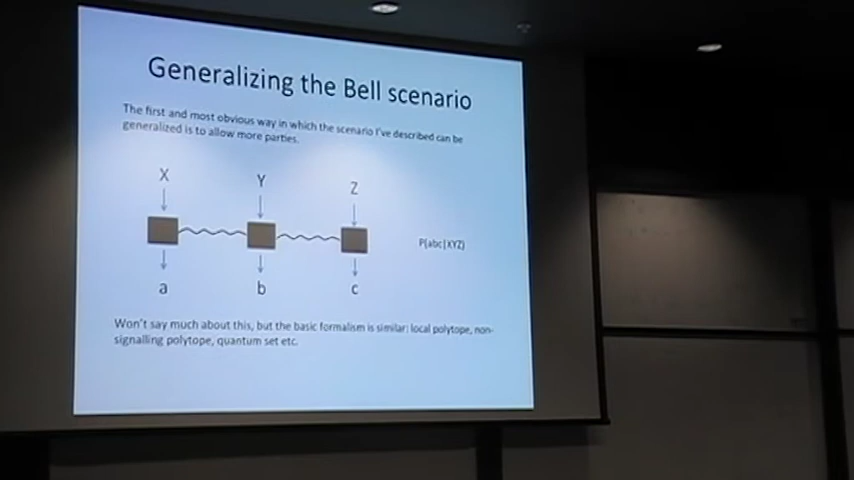 Generalizing the Bell scenario
The first and most obvious way in which the scenario I've described can be
generalized is to allow more parties.
X Y Z
P(abc|XYZ)
a b c
Won't say much about this, but the basic formalism is similar: local polytope, non-
signalling polytope, quantum set etc.